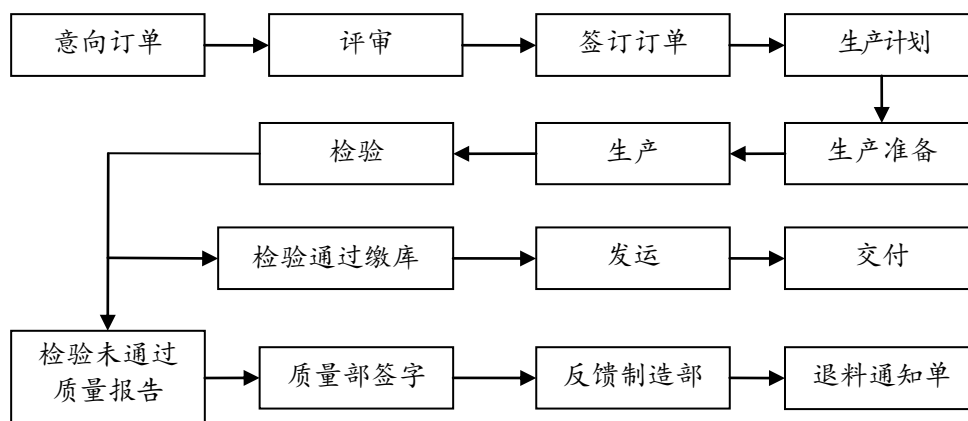 意向订单
评审
签订订单
生产计划
检验
生产
生产准备
检验通过缴库
发运
交付
检验未通过
质量报告
质量部签字
反馈制造部
退料通知单